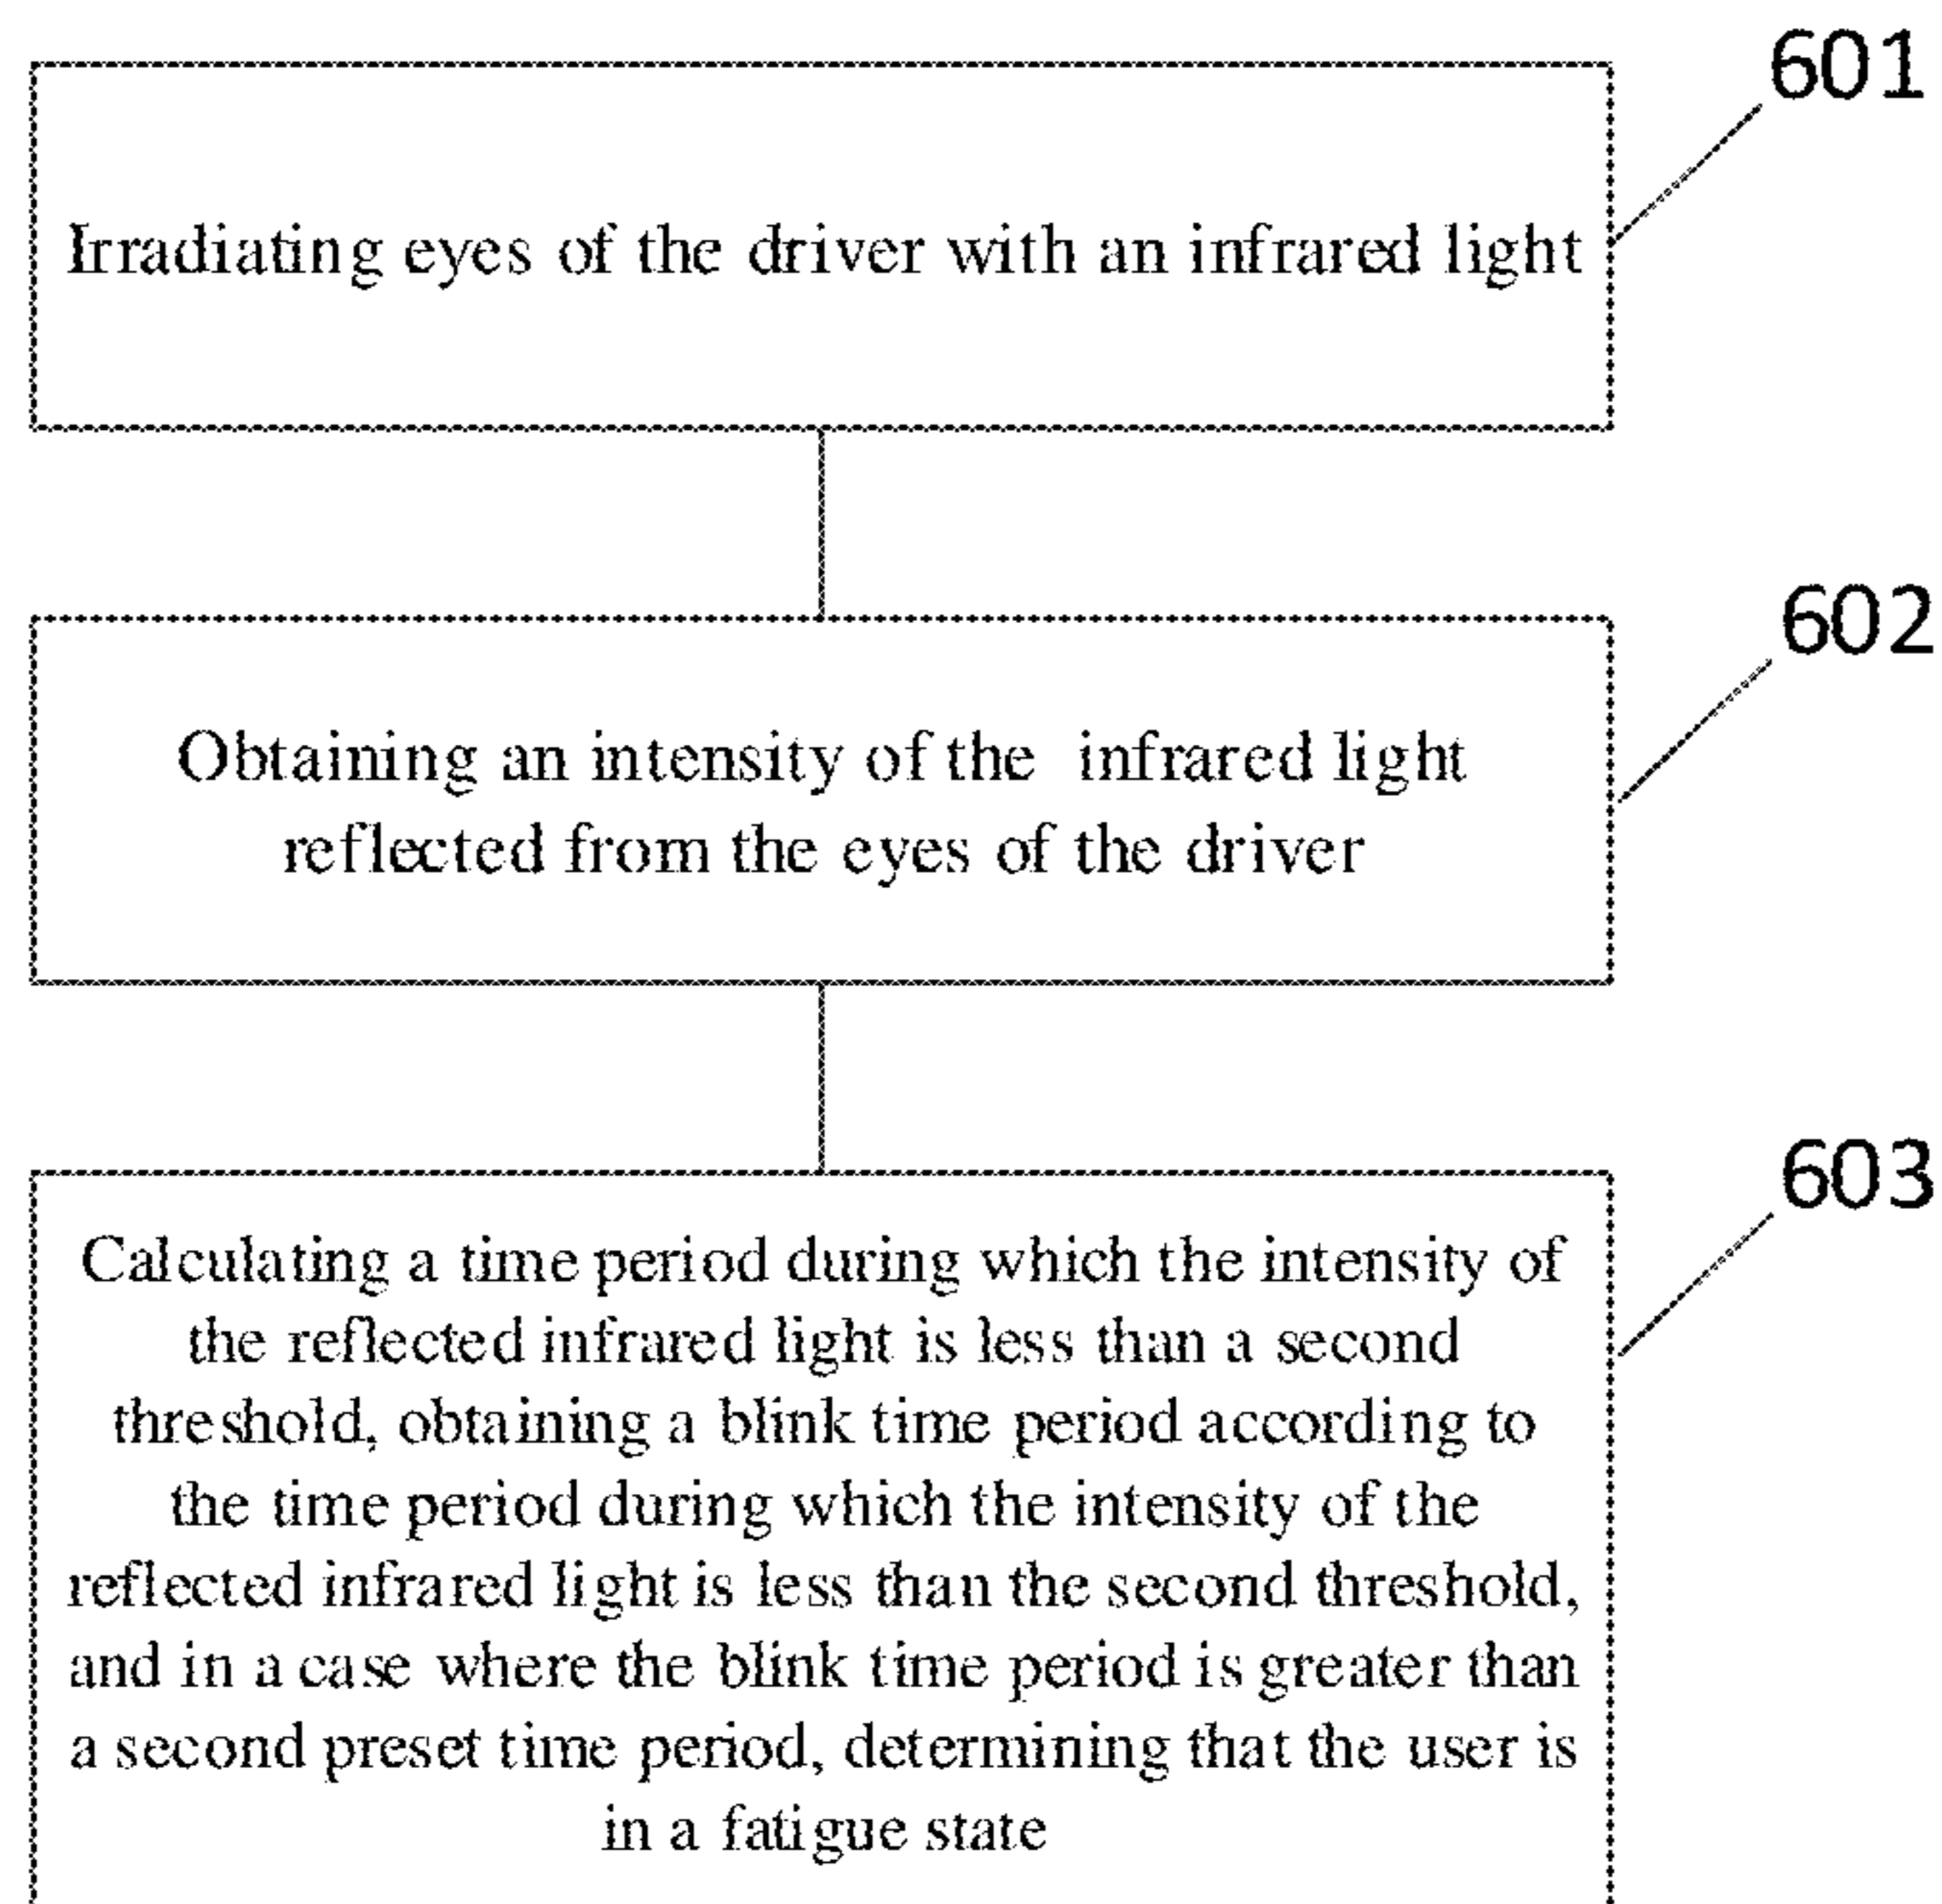 601
Irradiating eyes of the driver with an infrared light
602
Obtaining an intensity of the infrared light
reflected from the eyes of the driver
603
Calculating a time period during which the intensity of
the reflected infrared light is less than a second
threshold, obtaining a blink time period according to
the time period during which the intensity of the
reflected infrared light is less than the second threshold,
and in a case where the blink time period is greater than
a second preset time period, determining that the user is
in a fatigue state